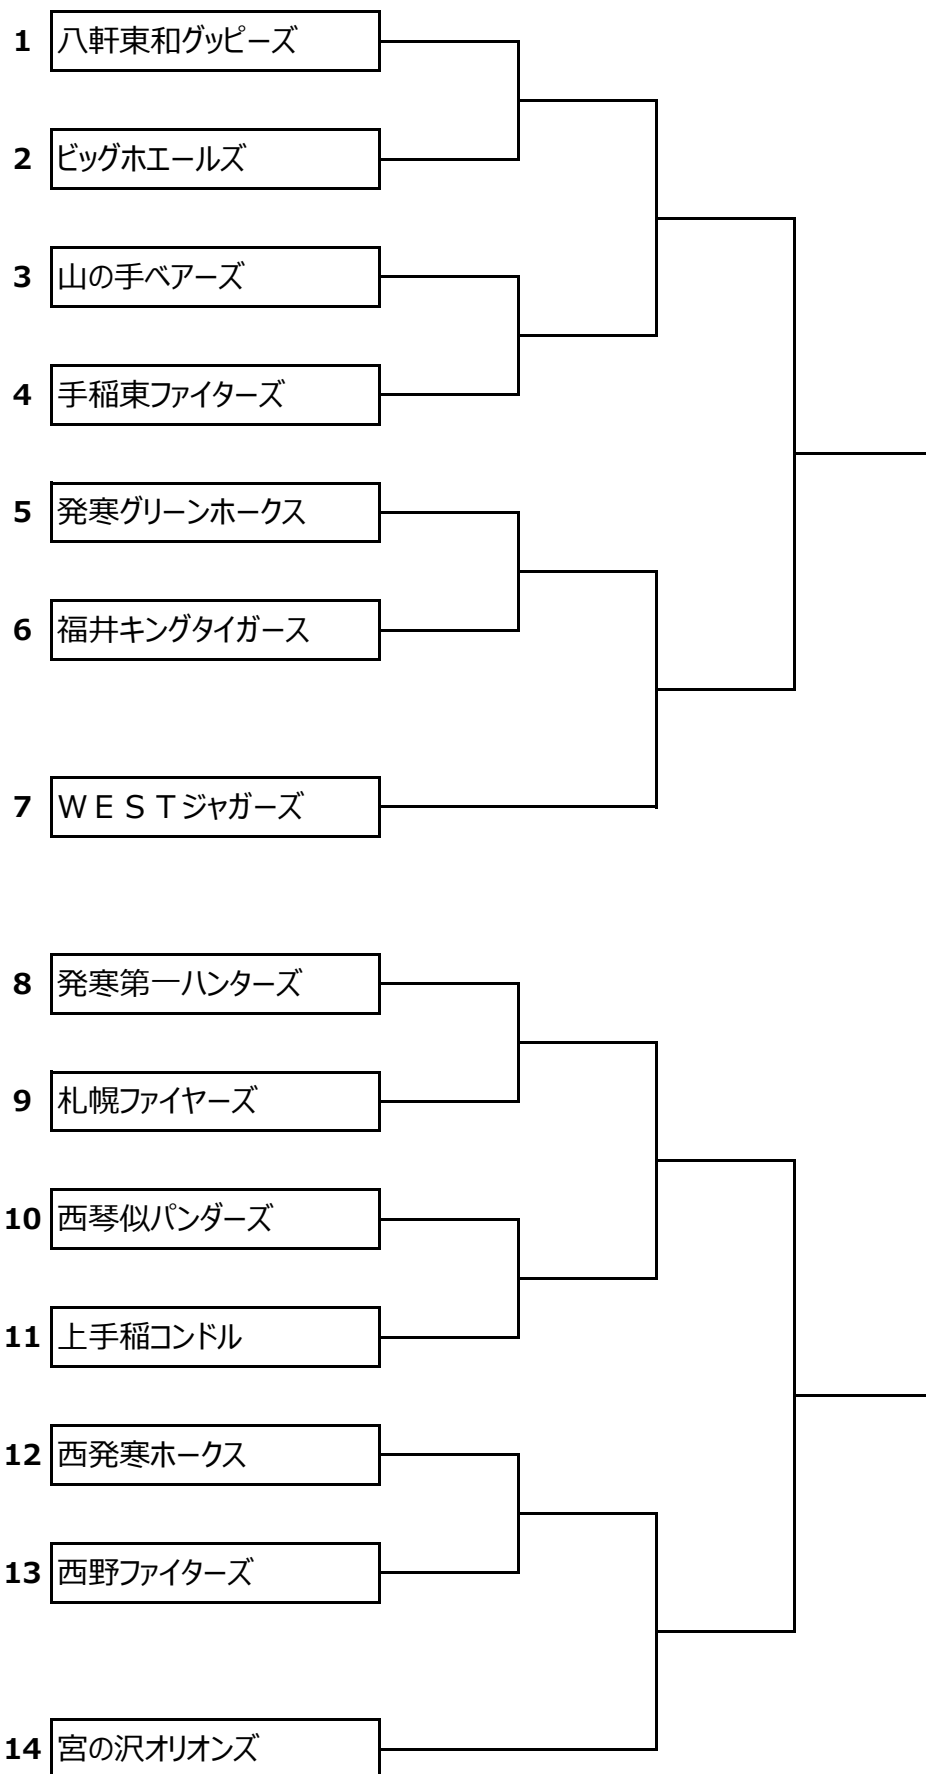 1 八軒東和グッピーズ
2 ビッグホエールズ
3 山の手ベアーズ
4 手稲東ファイターズ
5 発寒グリーンホークス
6 福井キングタイガース
7 ＷＥＳＴジャガーズ
8 発寒第一ハンターズ
9 札幌ファイヤーズ
10 西琴似パンダーズ
11 上手稲コンドル
12 西発寒ホークス
13 西野ファイターズ
14 宮の沢オリオンズ